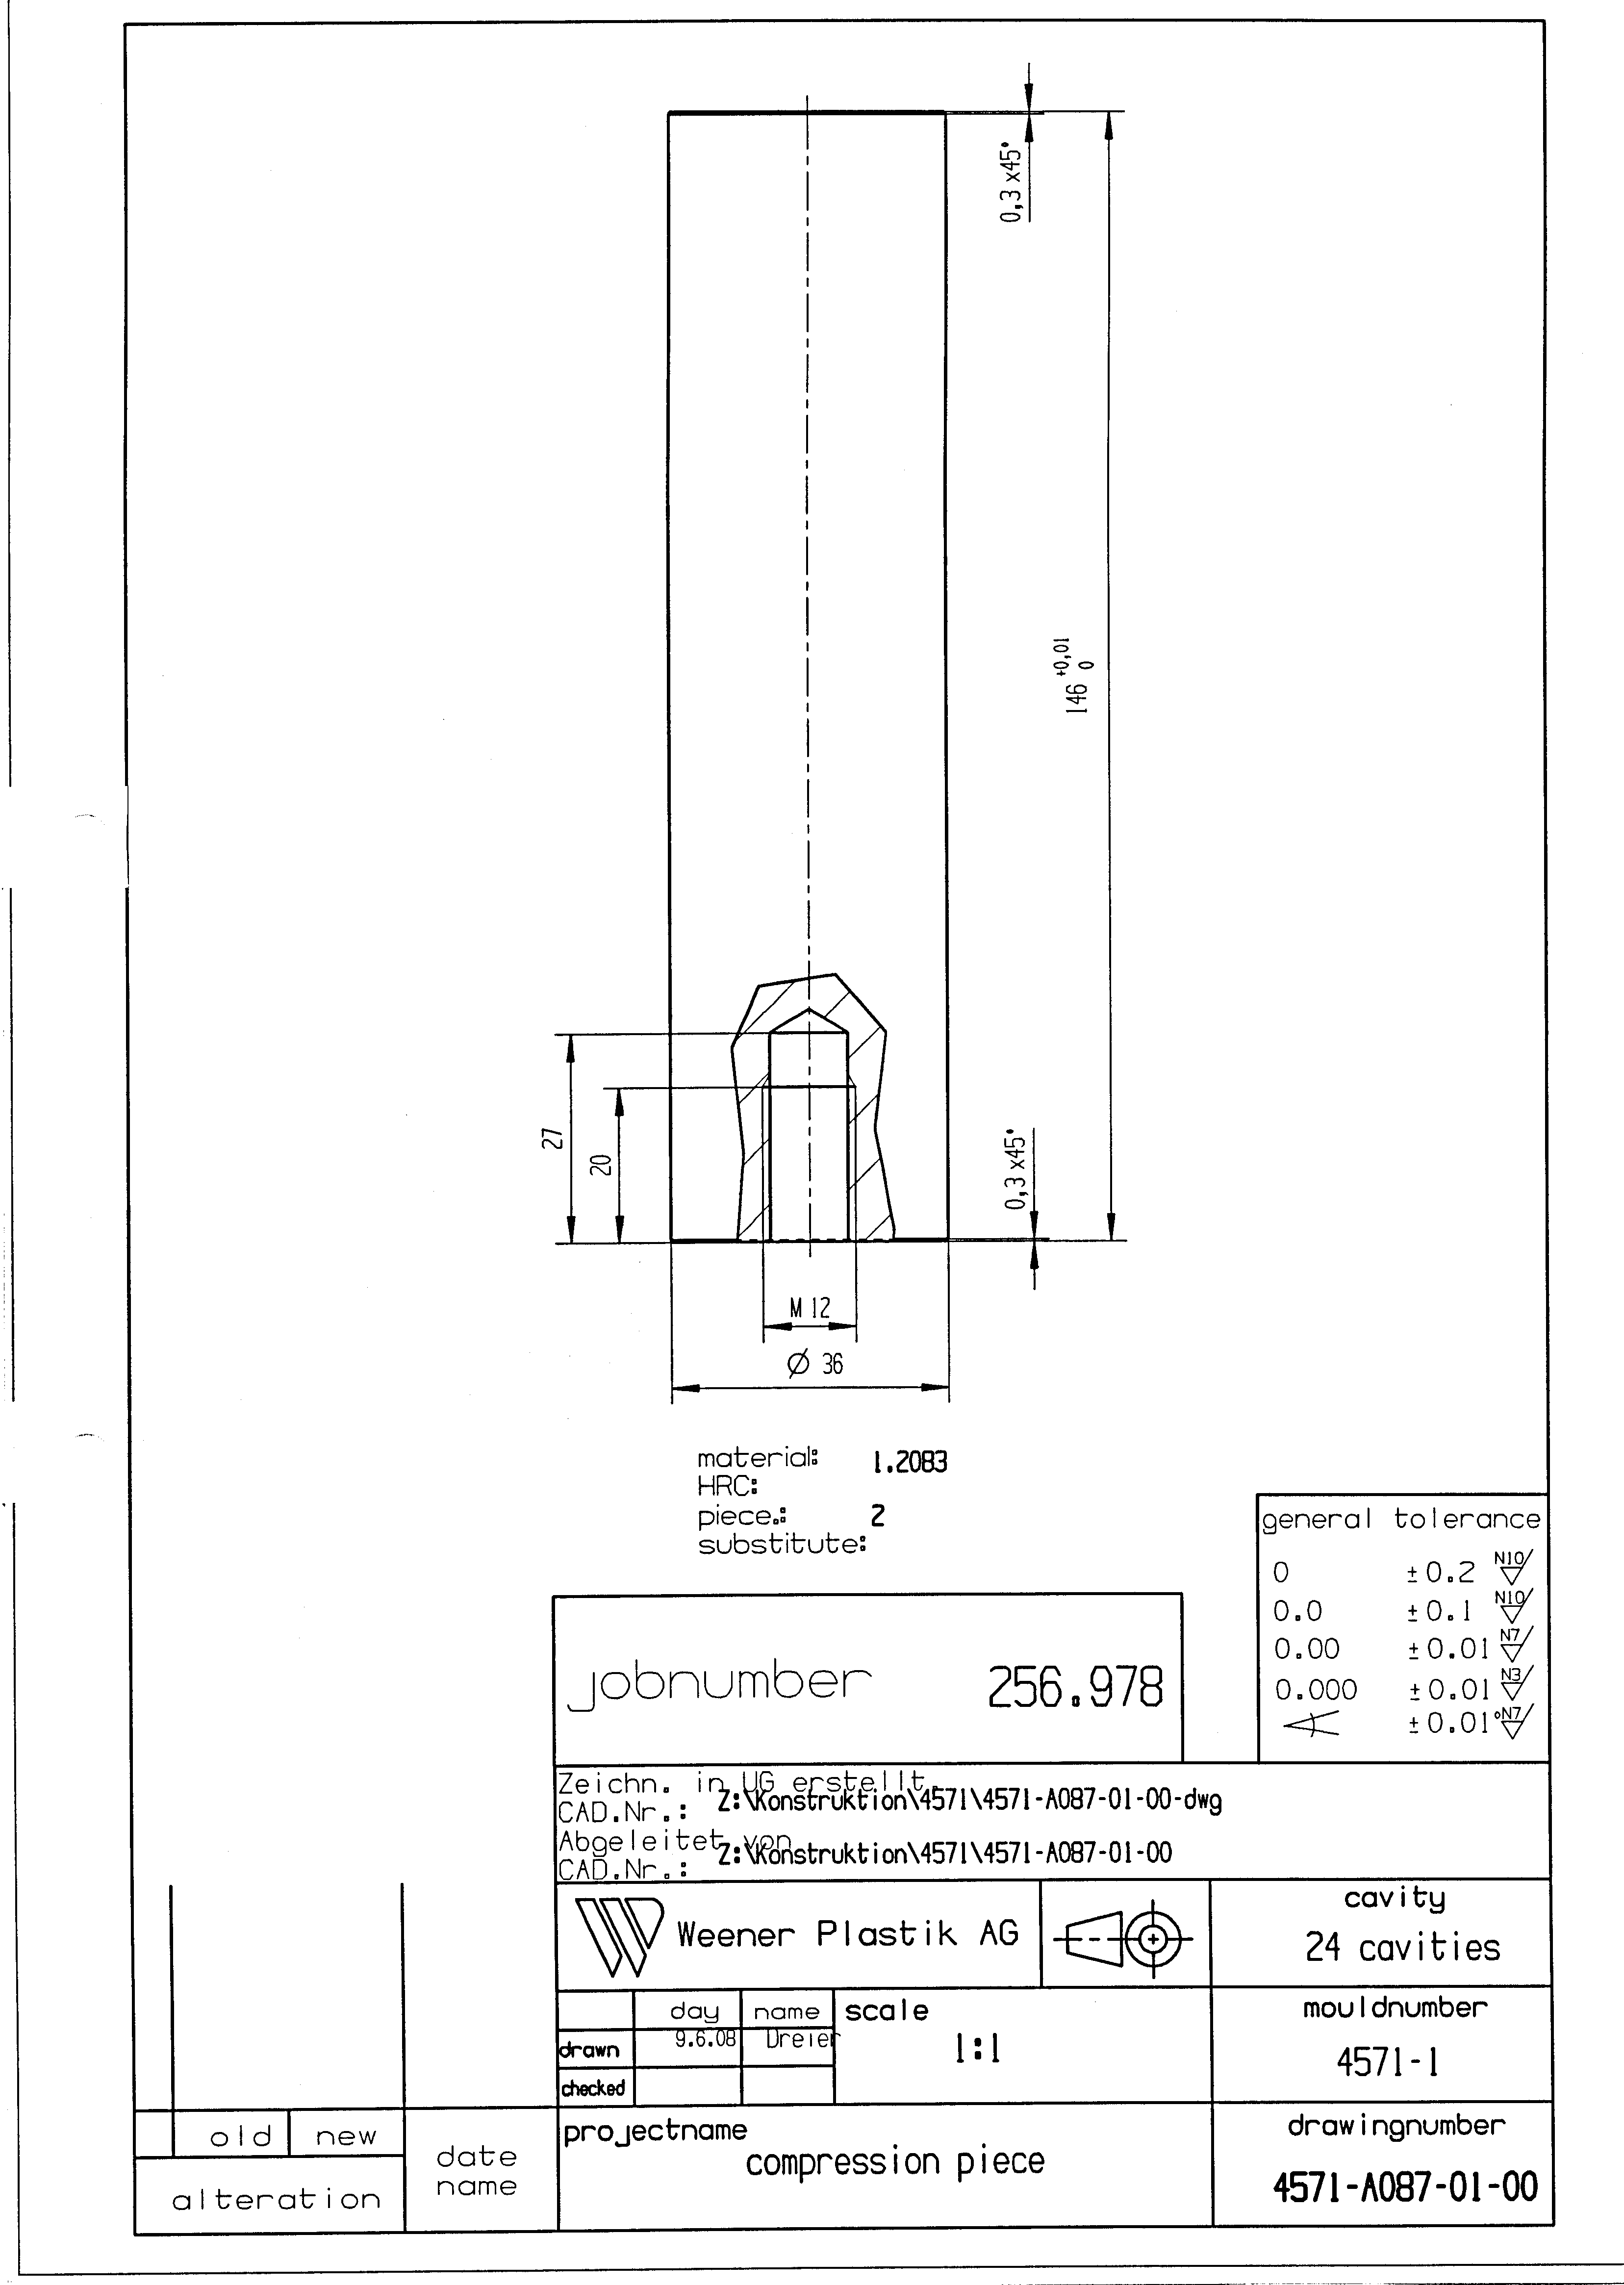 0,3 x45°
146 +0,01 0
27
20
0,3 x45°
M 12
Ø 36
material: 1.2083
HRC:
piece.: 2
substitute:
general tolerance
0 ±0.2 N10
0.0 ±0.1 N10
0.00 ±0.01 N7
0.000 ±0.01 N3
±0.01° N7
jobnumber 256.978
Zeichn. in UG erstellt.
CAD.Nr.: Z:\Konstruktion\4571\4571-A087-01-00-dwg
Abgeleitet von
CAD.Nr.: Z:\Konstruktion\4571\4571-A087-01-00
Weener Plastik AG
cavity
24 cavities
day name scale
drawn 9.6.08 Dreier 1:1
checked
mouldnumber
4571-1
old new
alteration
date
name
projectname
compression piece
drawingnumber
4571-A087-01-00